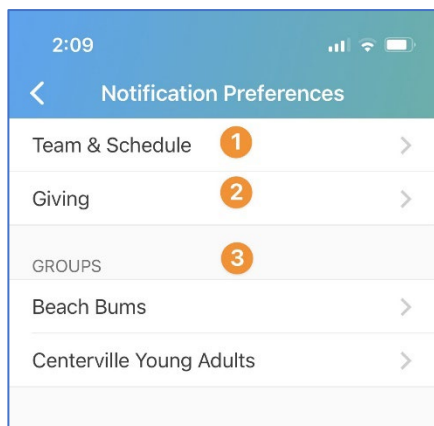 2:09
Notification Preferences
Team & Schedule 1
Giving 2
GROUPS 3
Beach Bums
Centerville Young Adults